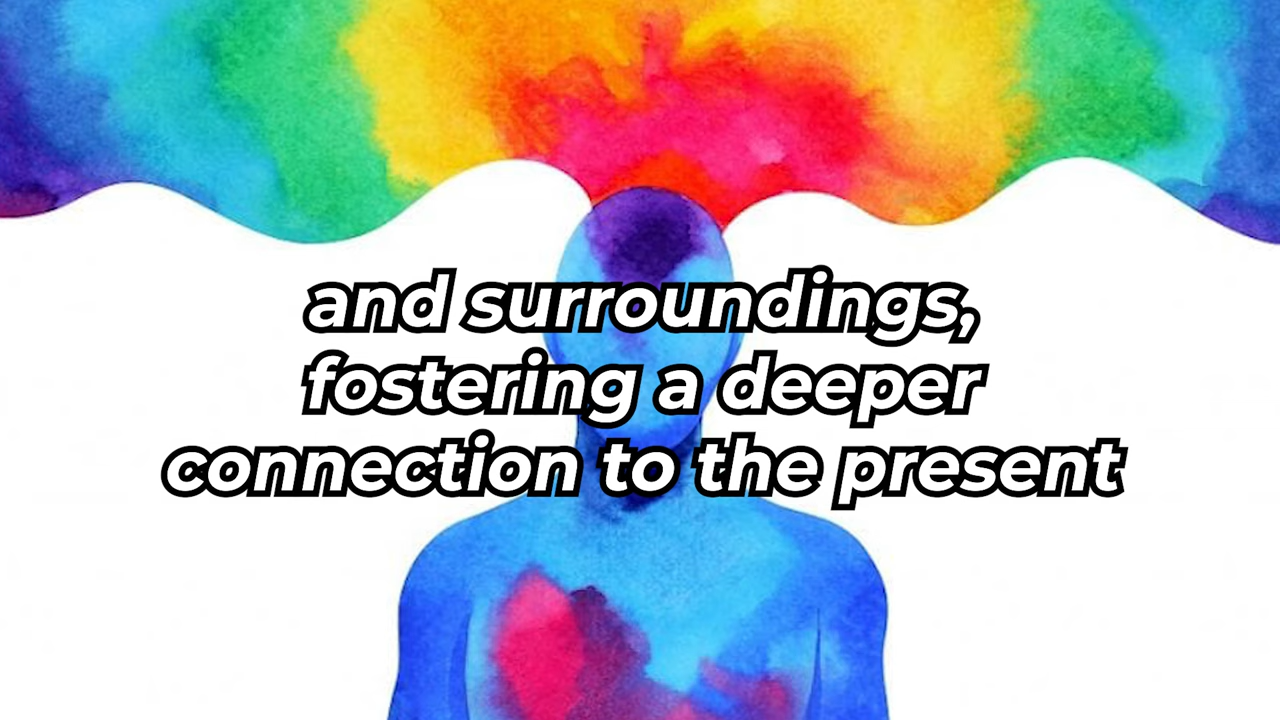 and surroundings,
fostering a deeper
connection to the present